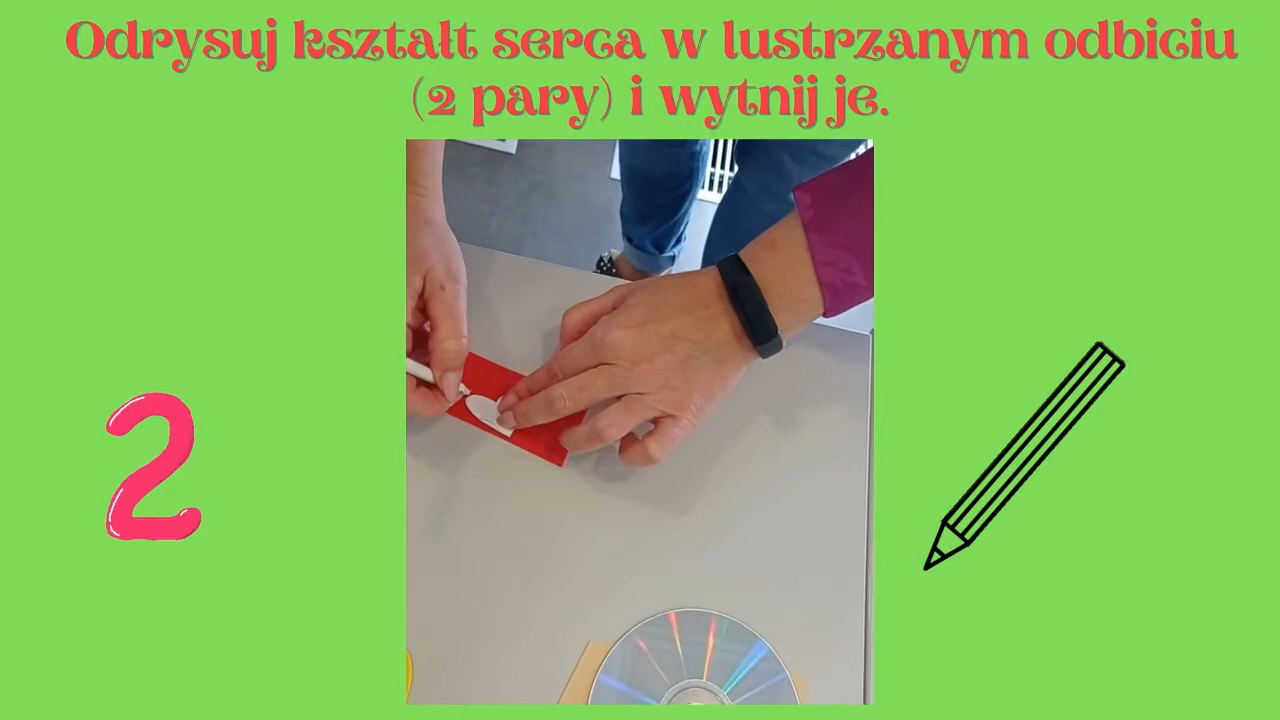 Odrysuj kształt serca w lustrzanym odbiciu
(2 pary) i wytnij je.
2